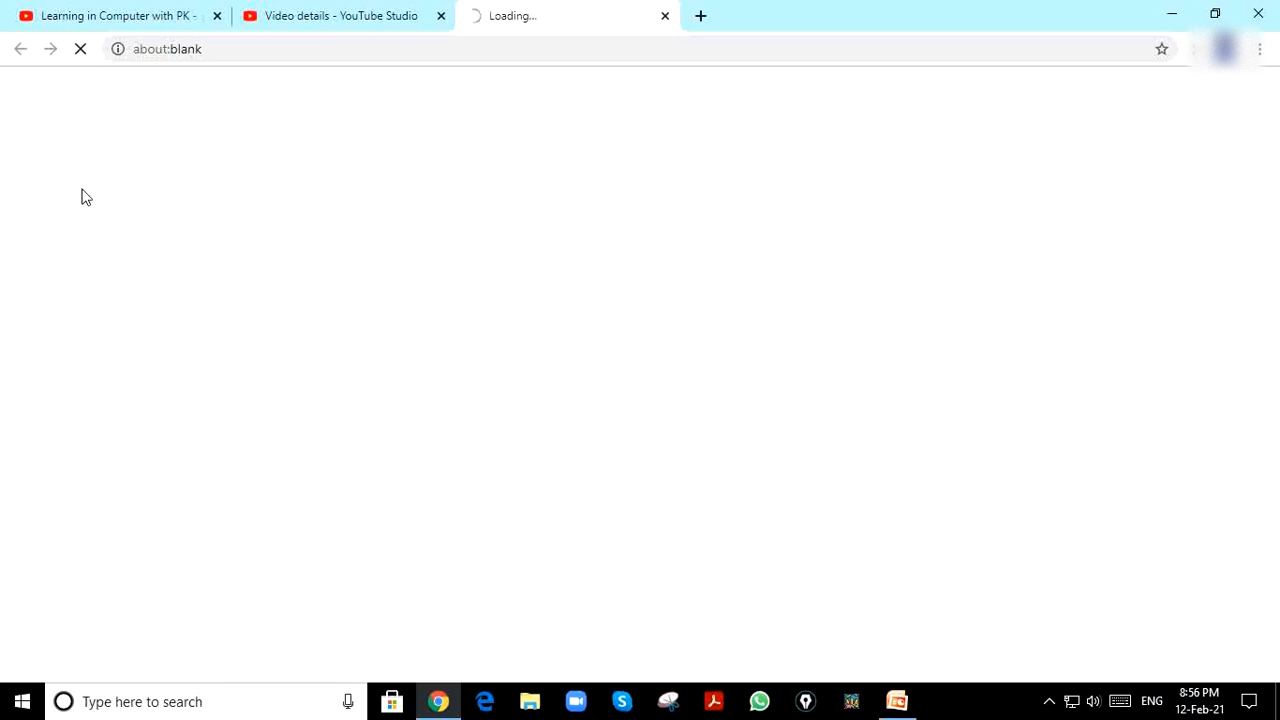 Learning in Computer with PK -
Video details - YouTube Studio
Loading...
about:blank
Type here to search
ENG
8:56 PM
12-Feb-21